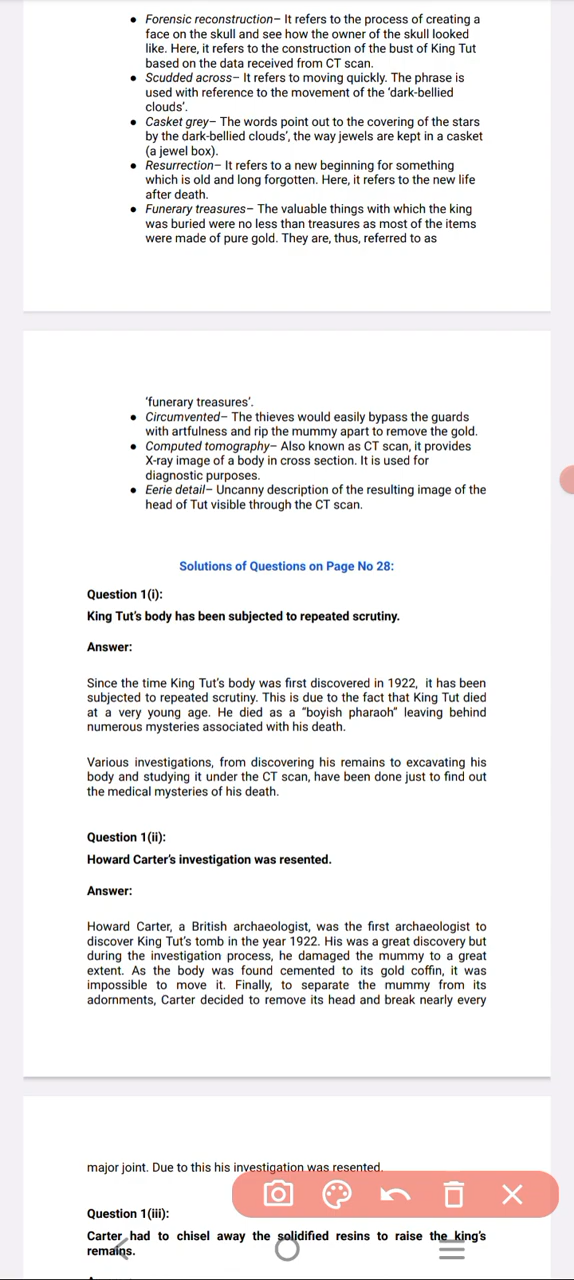 ● Forensic reconstruction– It refers to the process of creating a
face on the skull and see how the owner of the skull looked
like. Here, it refers to the construction of the bust of King Tut
based on the data received from CT scan.
● Scudded across– It refers to moving quickly. The phrase is
used with reference to the movement of the ‘dark-bellied
clouds’.
● Casket grey– The words point out to the covering of the stars
by the dark-bellied clouds’, the way jewels are kept in a casket
(a jewel box).
● Resurrection– It refers to a new beginning for something
which is old and long forgotten. Here, it refers to the new life
after death.
● Funerary treasures– The valuable things with which the king
was buried were no less than treasures as most of the items
were made of pure gold. They are, thus, referred to as
‘funerary treasures’.
● Circumvented– The thieves would easily bypass the guards
with artfulness and rip the mummy apart to remove the gold.
● Computed tomography– Also known as CT scan, it provides
X-ray image of a body in cross section. It is used for
diagnostic purposes.
● Eerie detail– Uncanny description of the resulting image of the
head of Tut visible through the CT scan.
Solutions of Questions on Page No 28:
Question 1(i):
King Tut’s body has been subjected to repeated scrutiny.
Answer:
Since the time King Tut’s body was first discovered in 1922, it has been
subjected to repeated scrutiny. This is due to the fact that King Tut died
at a very young age. He died as a “boyish pharaoh” leaving behind
numerous mysteries associated with his death.
Various investigations, from discovering his remains to excavating his
body and studying it under the CT scan, have been done just to find out
the medical mysteries of his death.
Question 1(ii):
Howard Carter’s investigation was resented.
Answer:
Howard Carter, a British archaeologist, was the first archaeologist to
discover King Tut’s tomb in the year 1922. His was a great discovery but
during the investigation process, he damaged the mummy to a great
extent. As the body was found cemented to its gold coffin, it was
impossible to move it. Finally, to separate the mummy from its
adornments, Carter decided to remove its head and break nearly every
major joint. Due to this his investigation was resented.
Question 1(iii):
Carter had to chisel away the solidified resins to raise the king’s
remains.